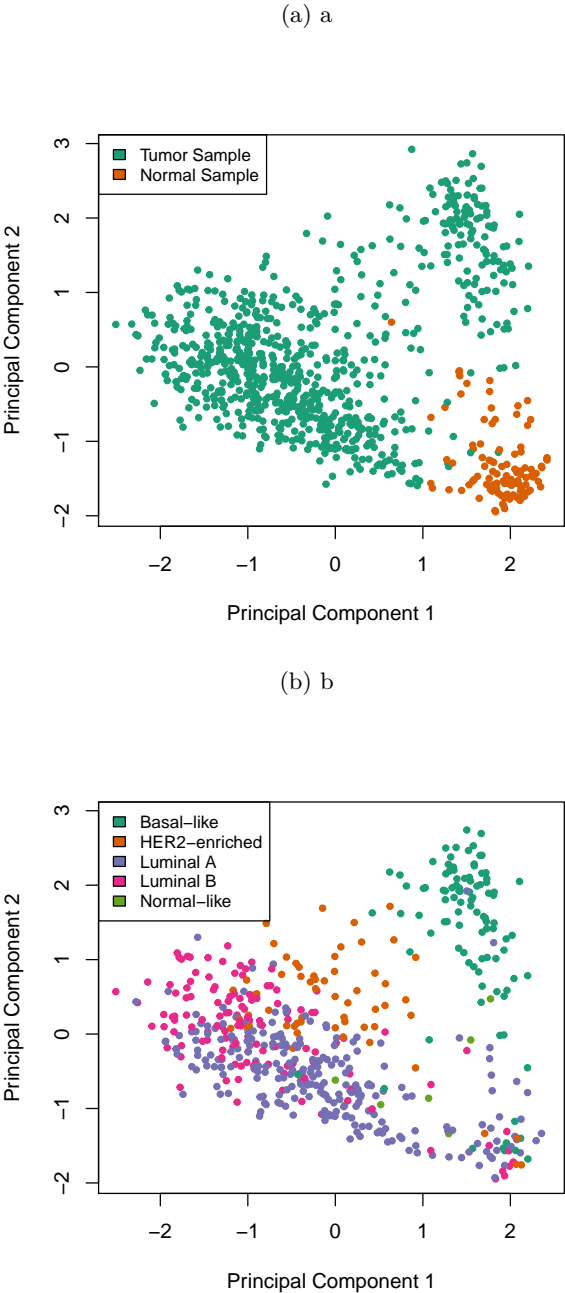 (a) a
Tumor Sample
Normal Sample
3
2
1
0
−1
−2
Principal Component 2
−2 −1 0 1 2
Principal Component 1
(b) b
Basal−like
HER2−enriched
Luminal A
Luminal B
Normal−like
3
2
1
0
−1
−2
Principal Component 2
−2 −1 0 1 2
Principal Component 1